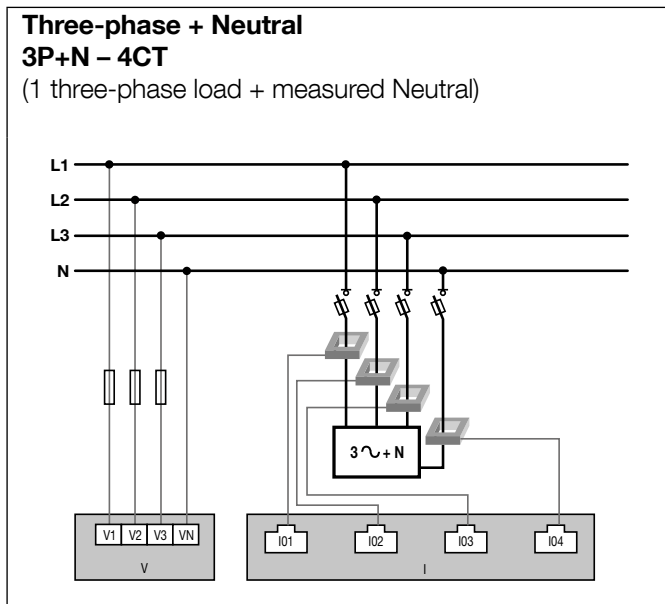 Three-phase + Neutral
3P+N – 4CT
(1 three-phase load + measured Neutral)
L1
L2
L3
N
3 ∿ + N
V1 V2 V3 VN
I01 I02 I03 I04
V
I